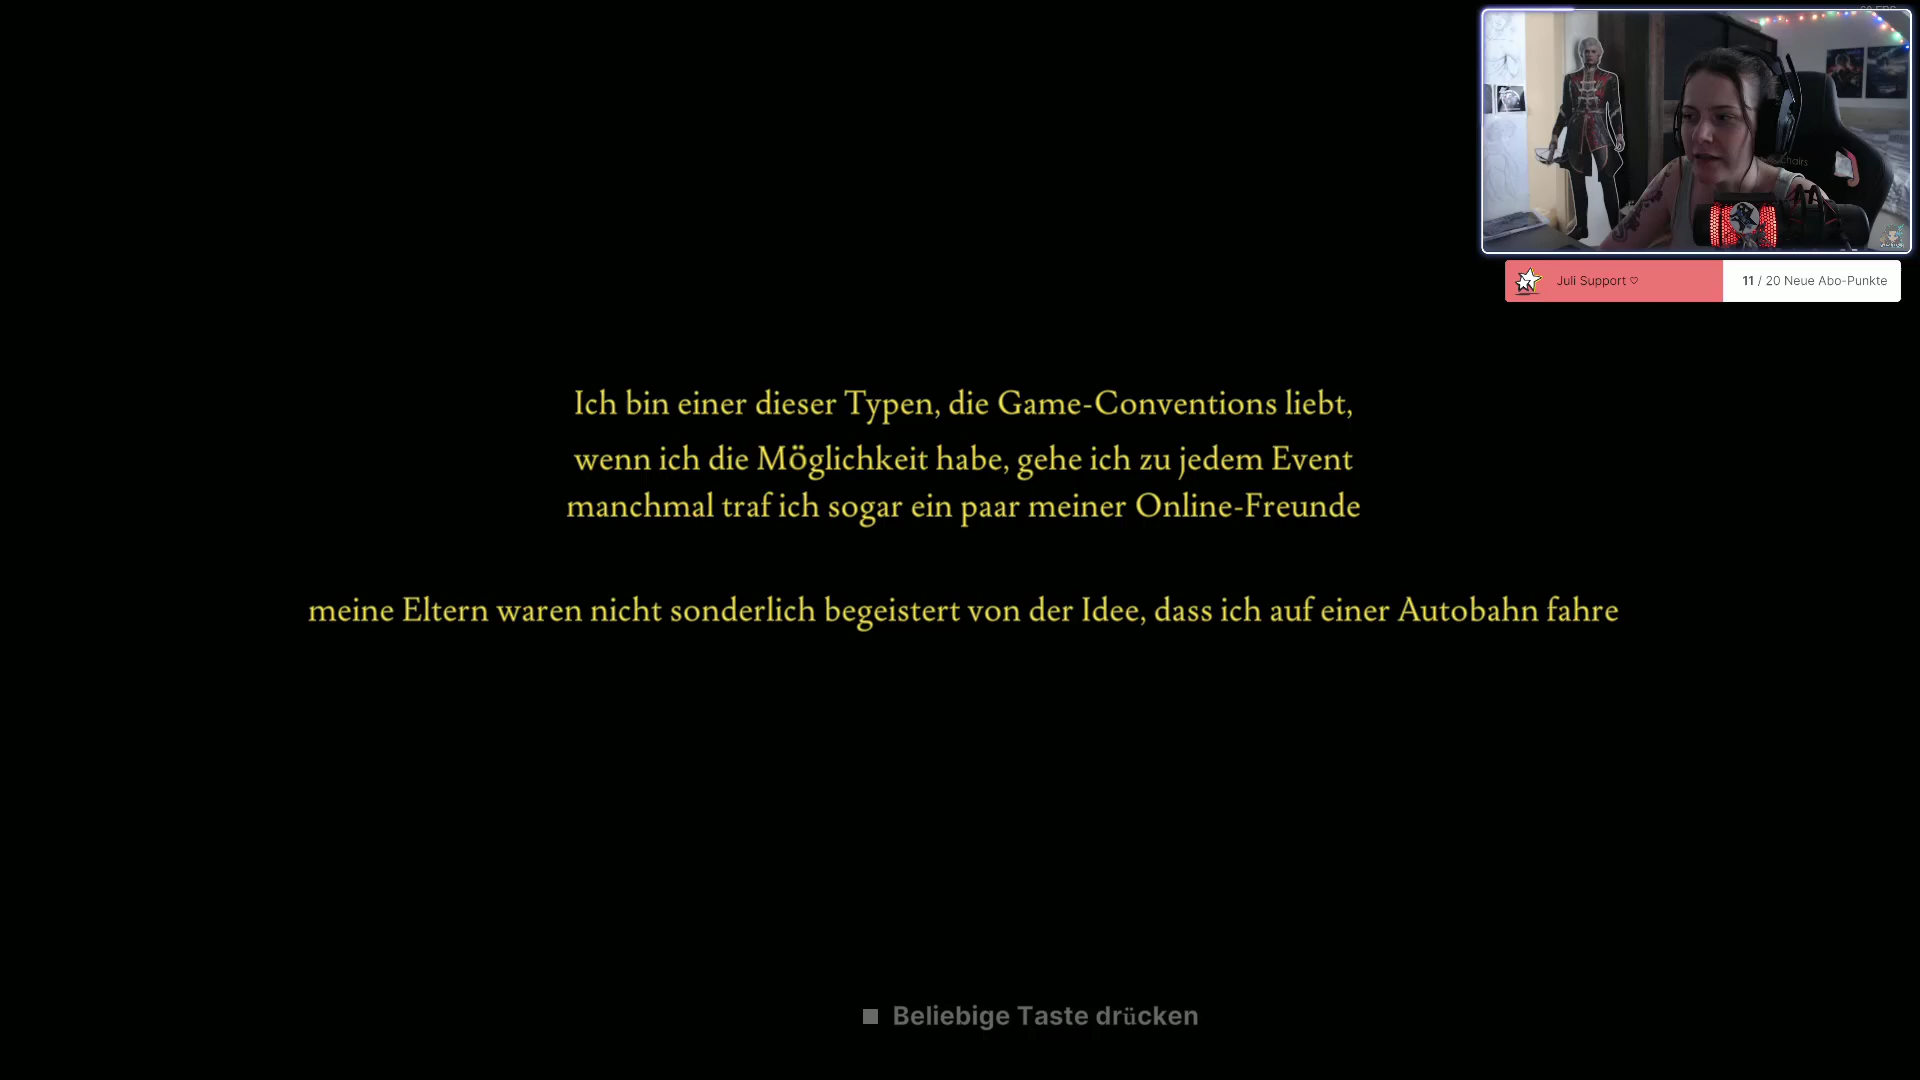 Chairs
Juli Support ♡
11 / 20 Neue Abo-Punkte
Ich bin einer dieser Typen, die Game-Conventions liebt,
wenn ich die Möglichkeit habe, gehe ich zu jedem Event
manchmal traf ich sogar ein paar meiner Online-Freunde
meine Eltern waren nicht sonderlich begeistert von der Idee, dass ich auf einer Autobahn fahre
Beliebige Taste drücken